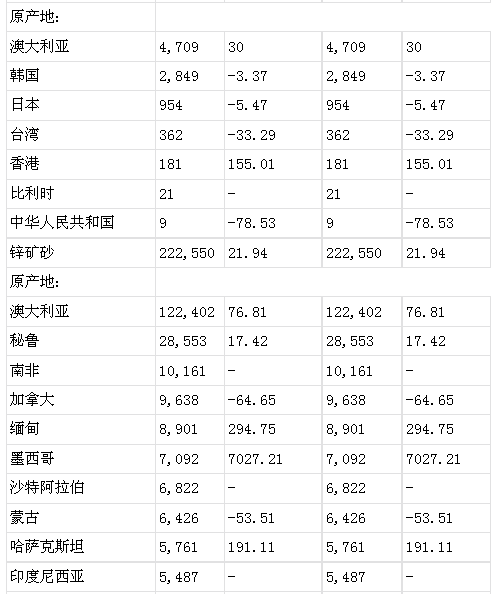 原产地:
澳大利亚 4,709 30 4,709 30
韩国 2,849 -3.37 2,849 -3.37
日本 954 -5.47 954 -5.47
台湾 362 -33.29 362 -33.29
香港 181 155.01 181 155.01
比利时 21 - 21 -
中华人民共和国 9 -78.53 9 -78.53
锌矿砂 222,550 21.94 222,550 21.94
原产地:
澳大利亚 122,402 76.81 122,402 76.81
秘鲁 28,553 17.42 28,553 17.42
南非 10,161 - 10,161 -
加拿大 9,638 -64.65 9,638 -64.65
缅甸 8,901 294.75 8,901 294.75
墨西哥 7,092 7027.21 7,092 7027.21
沙特阿拉伯 6,822 - 6,822 -
蒙古 6,426 -53.51 6,426 -53.51
哈萨克斯坦 5,761 191.11 5,761 191.11
印度尼西亚 5,487 - 5,487 -